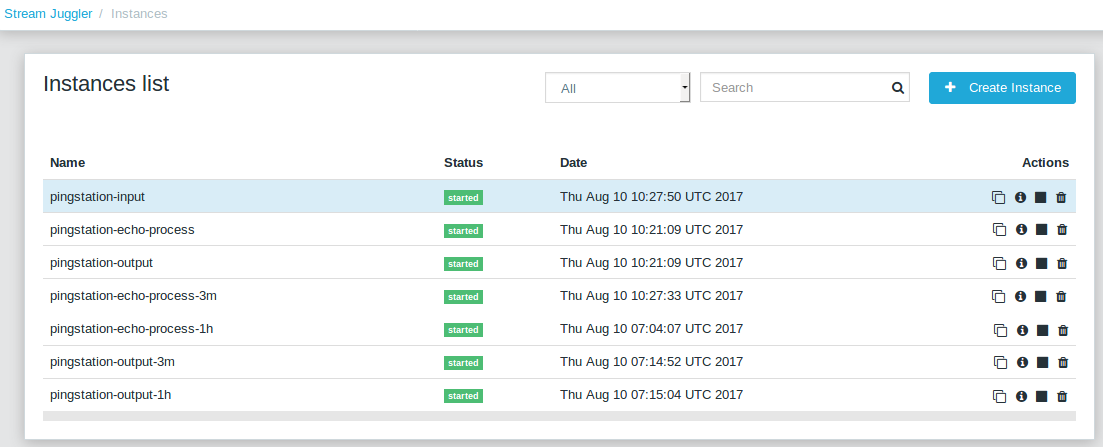 Stream Juggler / Instances
Instances list
All
Search
Create Instance
Name Status Date Actions
pingstation-input started Thu Aug 10 10:27:50 UTC 2017
pingstation-echo-process started Thu Aug 10 10:21:09 UTC 2017
pingstation-output started Thu Aug 10 10:21:09 UTC 2017
pingstation-echo-process-3m started Thu Aug 10 10:27:33 UTC 2017
pingstation-echo-process-1h started Thu Aug 10 07:04:07 UTC 2017
pingstation-output-3m started Thu Aug 10 07:14:52 UTC 2017
pingstation-output-1h started Thu Aug 10 07:15:04 UTC 2017